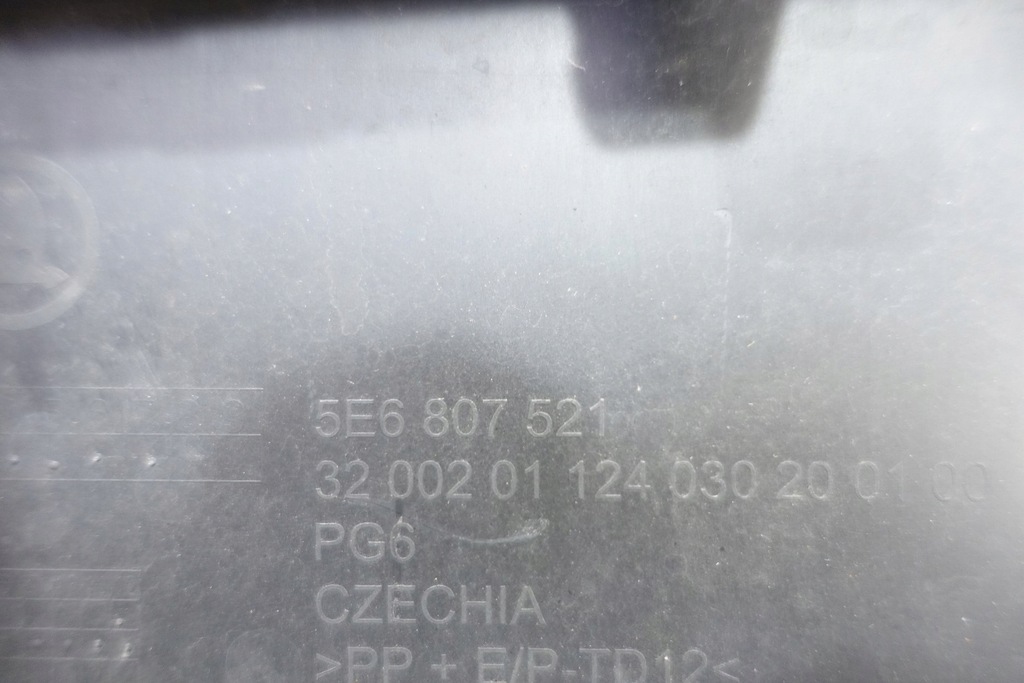 5E6 807 521
32 002 01 124 030 20 01 00
PG6
CZECHIA
>PP + E/P-TD12<